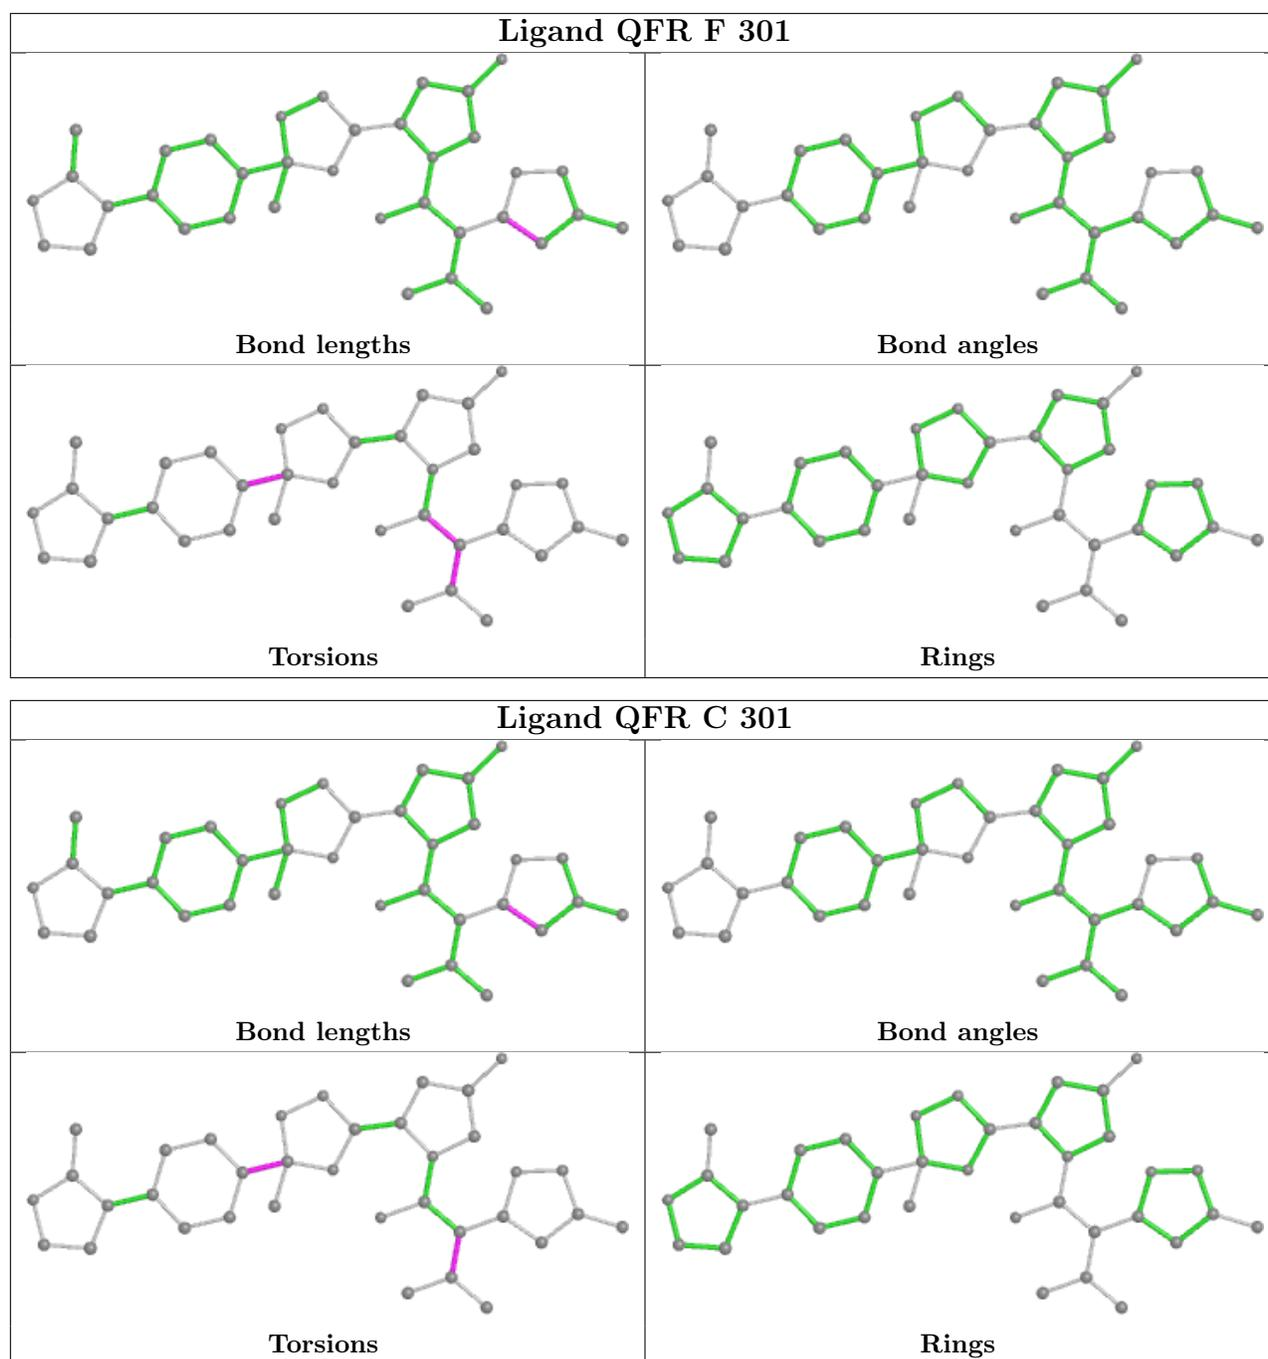 Ligand QFR F 301
Bond lengths
Bond angles
Torsions
Rings
Ligand QFR C 301
Bond lengths
Bond angles
Torsions
Rings